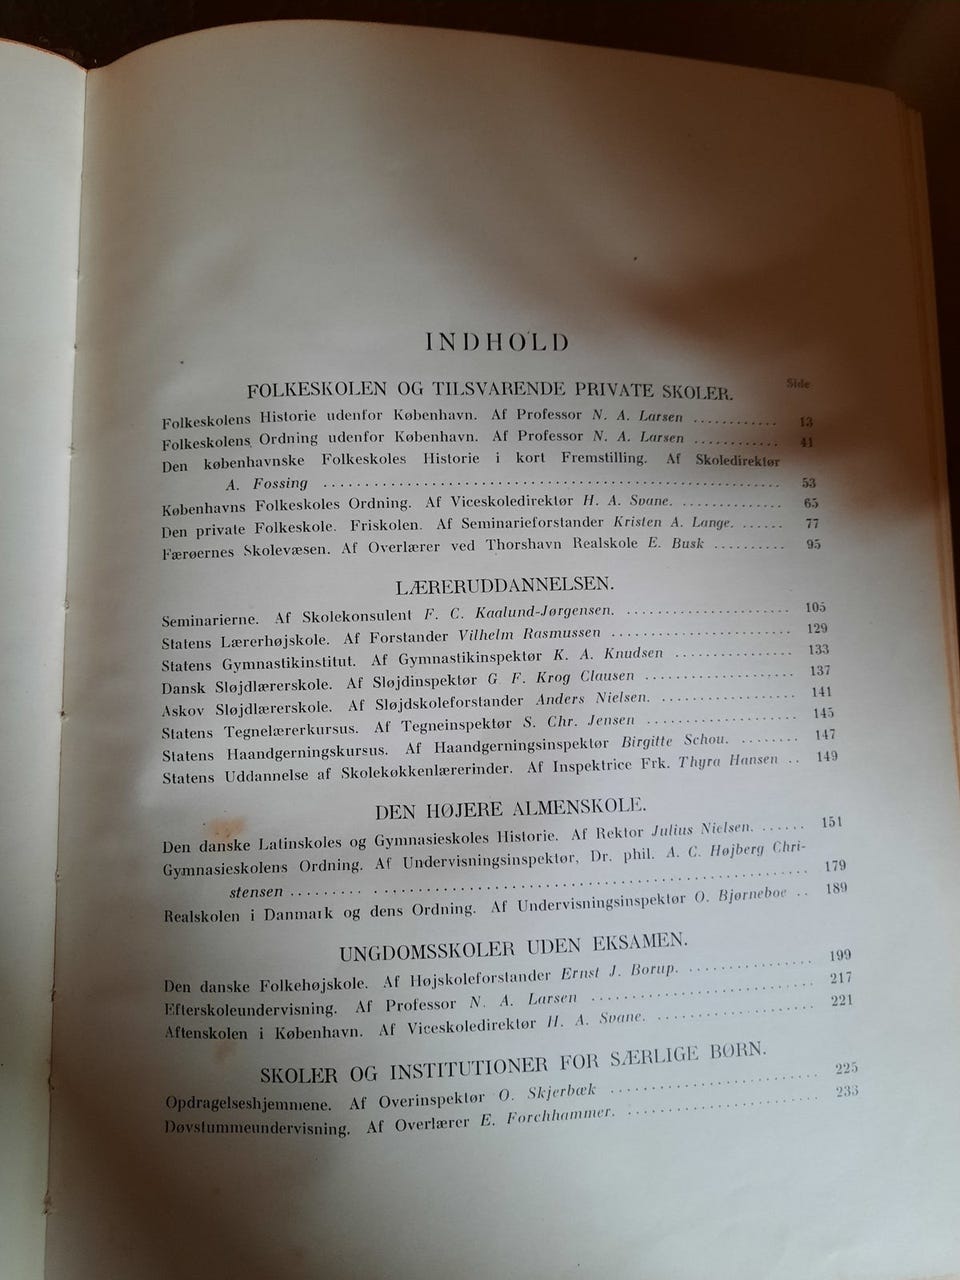 INDHOLD
Side
FOLKESKOLEN OG TILSVARENDE PRIVATE SKOLER.
Folkeskolens Historie udenfor København. Af Professor N. A. Larsen ............ 13
Folkeskolens Ordning udenfor København. Af Professor N. A. Larsen ............ 41
Den københavnske Folkeskoles Historie i kort Fremstilling. Af Skoledirektør
A. Fossing ............ 53
Københavns Folkeskoles Ordning. Af Viceskoledirektør H. A. Svane. ............ 65
Den private Folkeskole. Friskolen. Af Seminarieforstander Kristen A. Lange. ...... 77
Færøernes Skolevæsen. Af Overlærer ved Thorshavn Realskole E. Busk .......... 95
LÆRERUDDANNELSEN.
Seminarierne. Af Skolekonsulent F. C. Kaalund-Jørgensen. ............ 105
Statens Lærerhøjskole. Af Forstander Vilhelm Rasmussen ............ 129
Statens Gymnastikinstitut. Af Gymnastikinspektør K. A. Knudsen ............ 133
Dansk Sløjdlærerskole. Af Sløjdinspektør G. F. Krog Clausen ............ 137
Askov Sløjdlærerskole. Af Sløjdskoleforstander Anders Nielsen. ............ 141
Statens Tegnelærerkursus. Af Tegneinspektør S. Chr. Jensen ............ 145
Statens Haandgerningskursus. Af Haandgerningsinspektør Birgitte Schou. ........ 147
Statens Uddannelse af Skolekøkkenlærerinder. Af Inspektrice Frk. Thyra Hansen .. 149
DEN HØJERE ALMENSKOLE.
Den danske Latinskoles og Gymnasieskoles Historie. Af Rektor Julius Nielsen. ...... 151
Gymnasieskolens Ordning. Af Undervisningsinspektør, Dr. phil. A. C. Højberg Chri-
stensen ............ 179
Realskolen i Danmark og dens Ordning. Af Undervisningsinspektør O. Bjørneboe .. 189
UNGDOMSSKOLER UDEN EKSAMEN.
Den danske Folkehøjskole. Af Højskoleforstander Ernst J. Borup. ............ 199
Efterskoleundervisning. Af Professor N. A. Larsen ............ 217
Aftenskolen i København. Af Viceskoledirektør H. A. Svane. ............ 221
SKOLER OG INSTITUTIONER FOR SÆRLIGE BØRN.
Opdragelseshjemmene. Af Overinspektør O. Skjerbæk ............ 225
Døvstummeundervisning. Af Overlærer E. Forchhammer. ............ 233